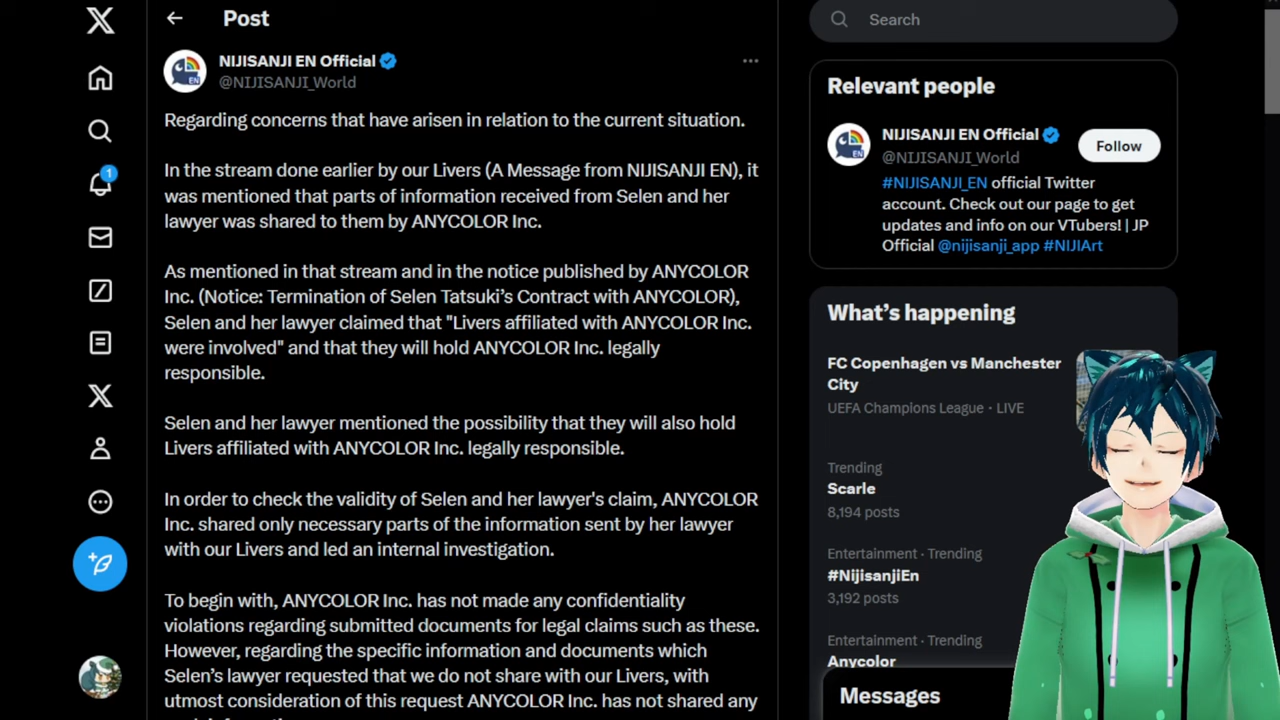 Post
NIJISANJI EN Official
@NIJISANJI_World
Regarding concerns that have arisen in relation to the current situation.
In the stream done earlier by our Livers (A Message from NIJISANJI EN), it
was mentioned that parts of information received from Selen and her
lawyer was shared to them by ANYCOLOR Inc.
As mentioned in that stream and in the notice published by ANYCOLOR
Inc. (Notice: Termination of Selen Tatsuki’s Contract with ANYCOLOR),
Selen and her lawyer claimed that "Livers affiliated with ANYCOLOR Inc.
were involved" and that they will hold ANYCOLOR Inc. legally
responsible.
Selen and her lawyer mentioned the possibility that they will also hold
Livers affiliated with ANYCOLOR Inc. legally responsible.
In order to check the validity of Selen and her lawyer's claim, ANYCOLOR
Inc. shared only necessary parts of the information sent by her lawyer
with our Livers and led an internal investigation.
To begin with, ANYCOLOR Inc. has not made any confidentiality
violations regarding submitted documents for legal claims such as these.
However, regarding the specific information and documents which
Selen’s lawyer requested that we do not share with our Livers, with
utmost consideration of this request ANYCOLOR Inc. has not shared any
Search
Relevant people
NIJISANJI EN Official
@NIJISANJI_World
Follow
#NIJISANJI_EN official Twitter
account. Check out our page to get
updates and info on our VTubers! | JP
Official @nijisanji_app #NIJIArt
What’s happening
FC Copenhagen vs Manchester
City
UEFA Champions League · LIVE
Trending
Scarle
8,194 posts
Entertainment · Trending
#NijisanjiEn
3,192 posts
Entertainment · Trending
Anycolor
Messages
1
EN
EN